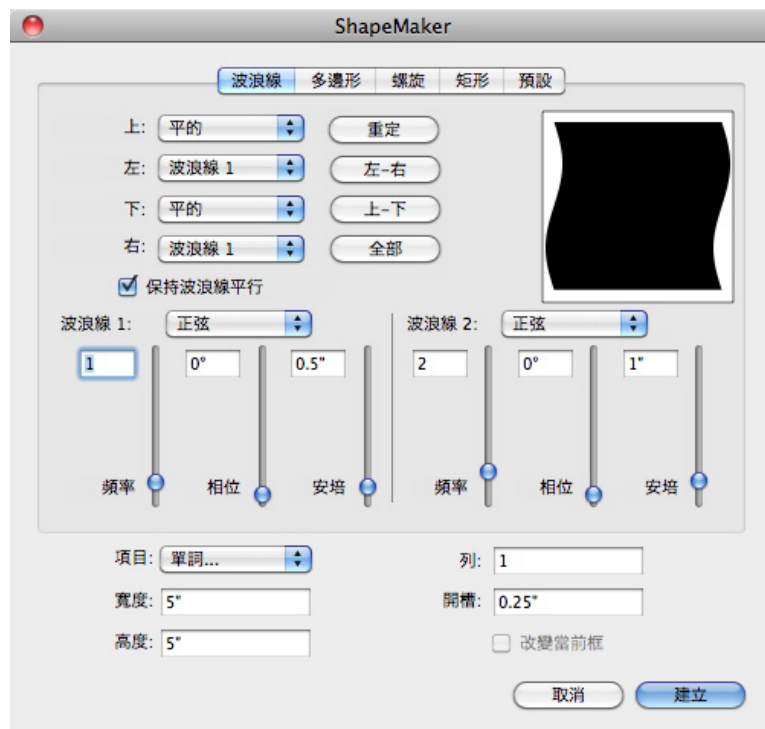 ShapeMaker
波浪線 多邊形 螺旋 矩形 預設
上: 平的 重定
左: 波浪線 1 左-右
下: 平的 上-下
右: 波浪線 1 全部
保持波浪線平行
波浪線 1: 正弦 波浪線 2: 正弦
1 0° 0.5" 2 0° 1"
頻率 相位 安培 頻率 相位 安培
項目: 單詞... 列: 1
寬度: 5" 開槽: 0.25"
高度: 5" 改變當前框
取消 建立